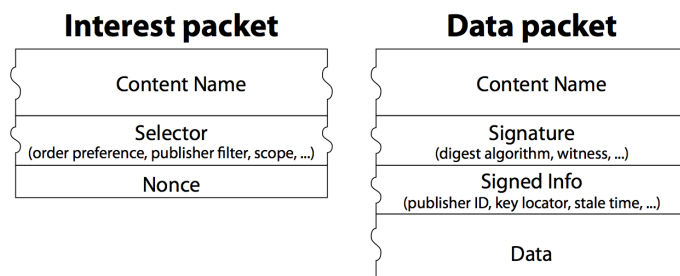 Interest packet
Content Name
Selector
(order preference, publisher filter, scope, ...)
Nonce
Data packet
Content Name
Signature
(digest algorithm, witness, ...)
Signed Info
(publisher ID, key locator, stale time, ...)
Data